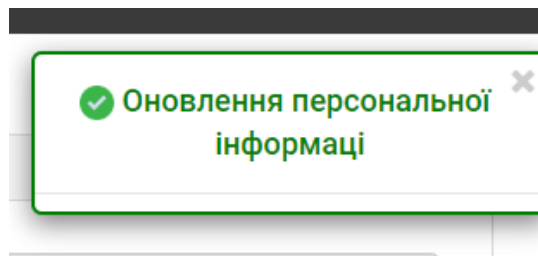 Оновлення персональної
інформаці